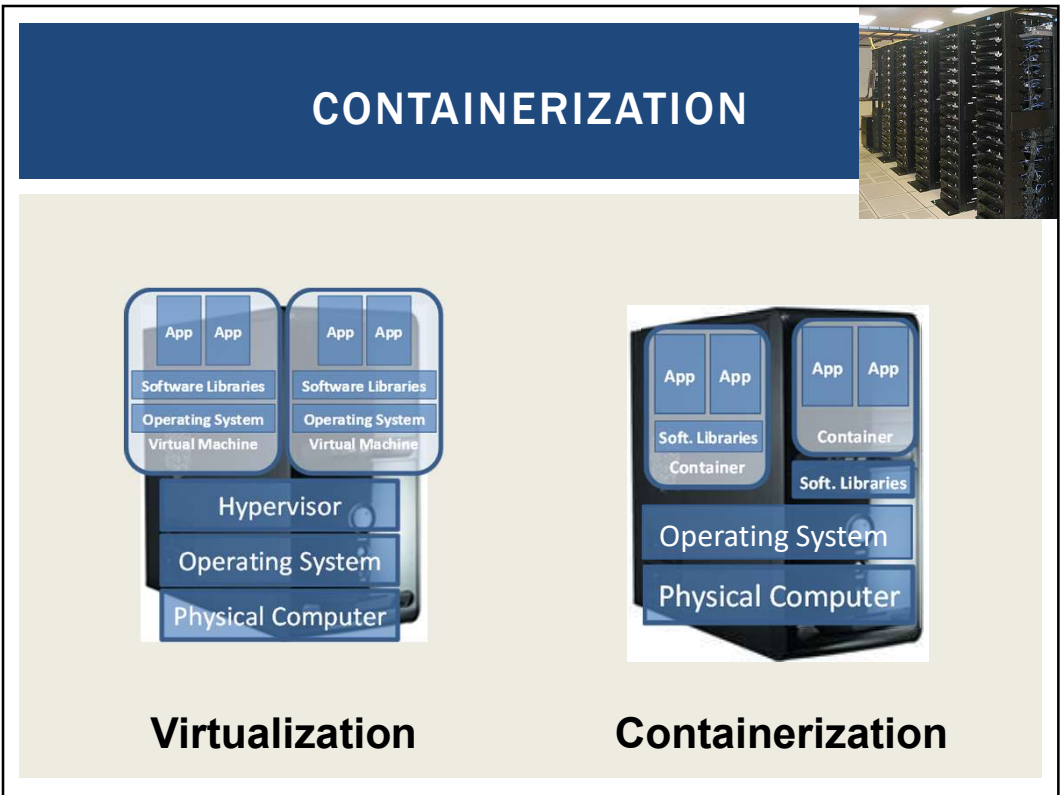 CONTAINERIZATION
App App
Software Libraries
Operating System
Virtual Machine
App App
Software Libraries
Operating System
Virtual Machine
Hypervisor
Operating System
Physical Computer
App App
Soft. Libraries
Container
App App
Container
Soft. Libraries
Operating System
Physical Computer
Virtualization
Containerization